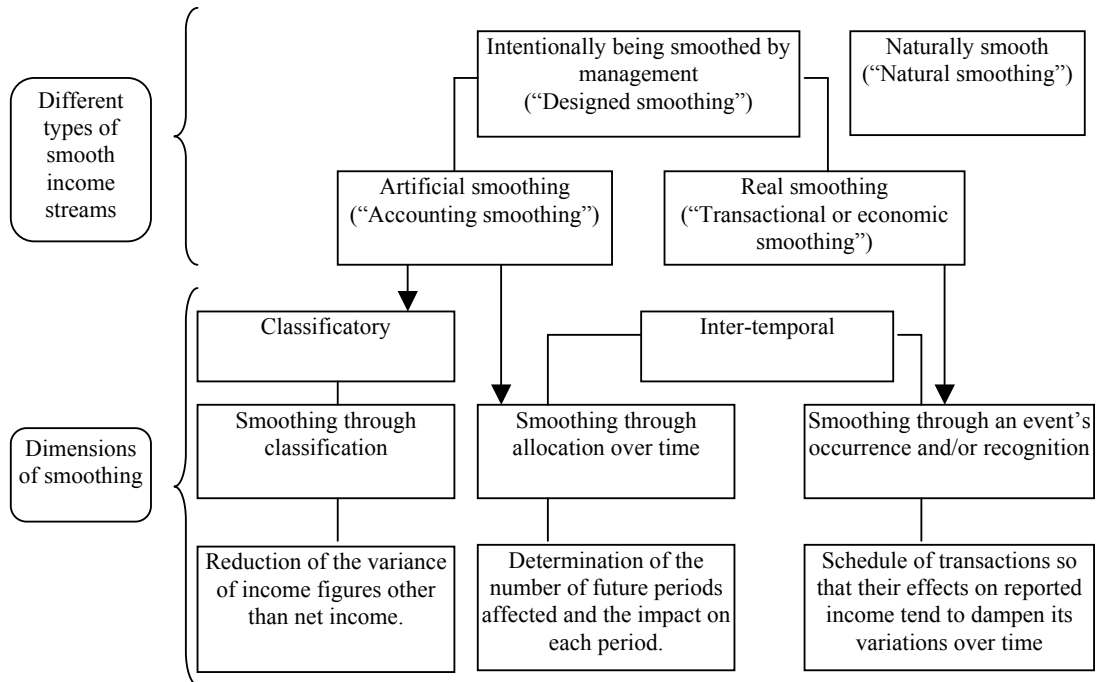 Different
types of
smooth
income
streams
Intentionally being smoothed by
management
(“Designed smoothing”)
Naturally smooth
(“Natural smoothing”)
Artificial smoothing
(“Accounting smoothing”)
Real smoothing
(“Transactional or economic
smoothing”)
Dimensions
of smoothing
Classificatory
Inter-temporal
Smoothing through
classification
Smoothing through
allocation over time
Smoothing through an event’s
occurrence and/or recognition
Reduction of the variance
of income figures other
than net income.
Determination of the
number of future periods
affected and the impact on
each period.
Schedule of transactions so
that their effects on reported
income tend to dampen its
variations over time